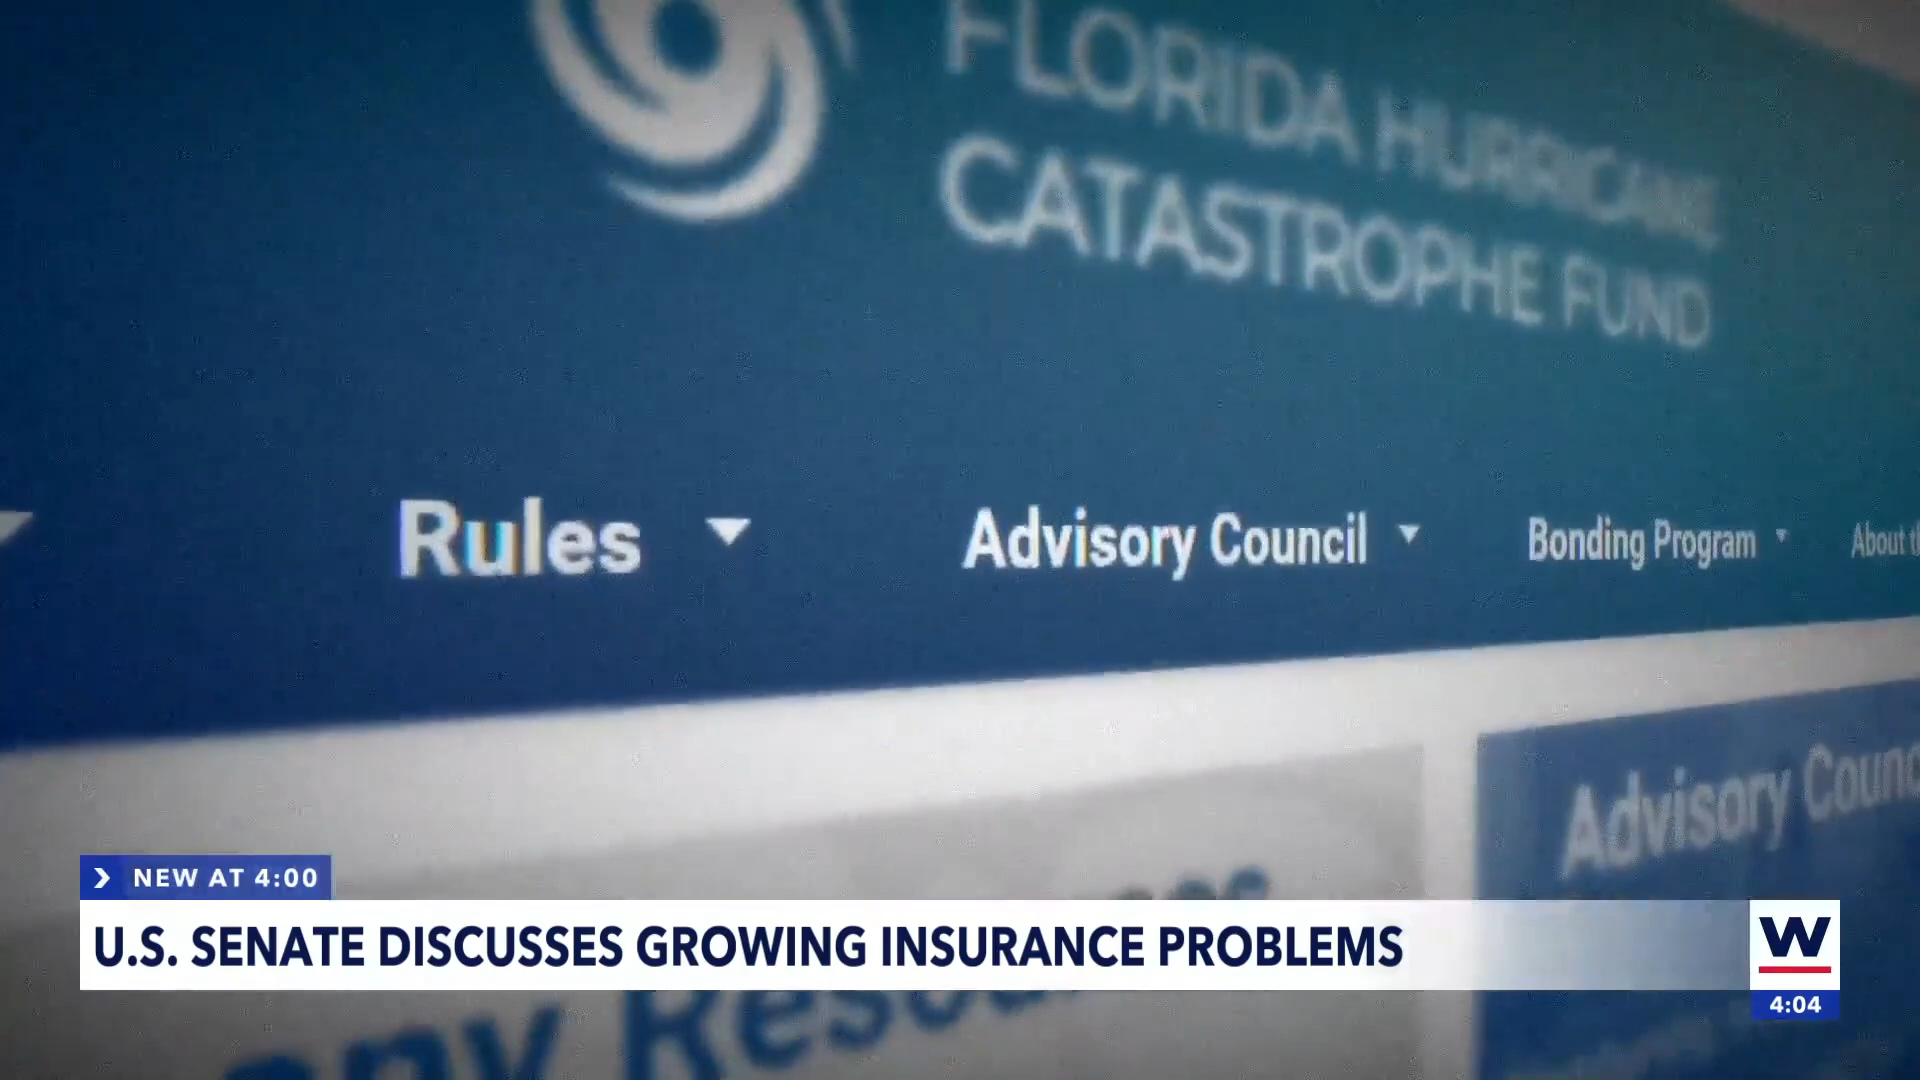 FLORIDA HURRICANE
CATASTROPHE FUND
Rules
Advisory Council
Bonding Program
About
Advisory
NEW AT 4:00
U.S. SENATE DISCUSSES GROWING INSURANCE PROBLEMS
W
4:04